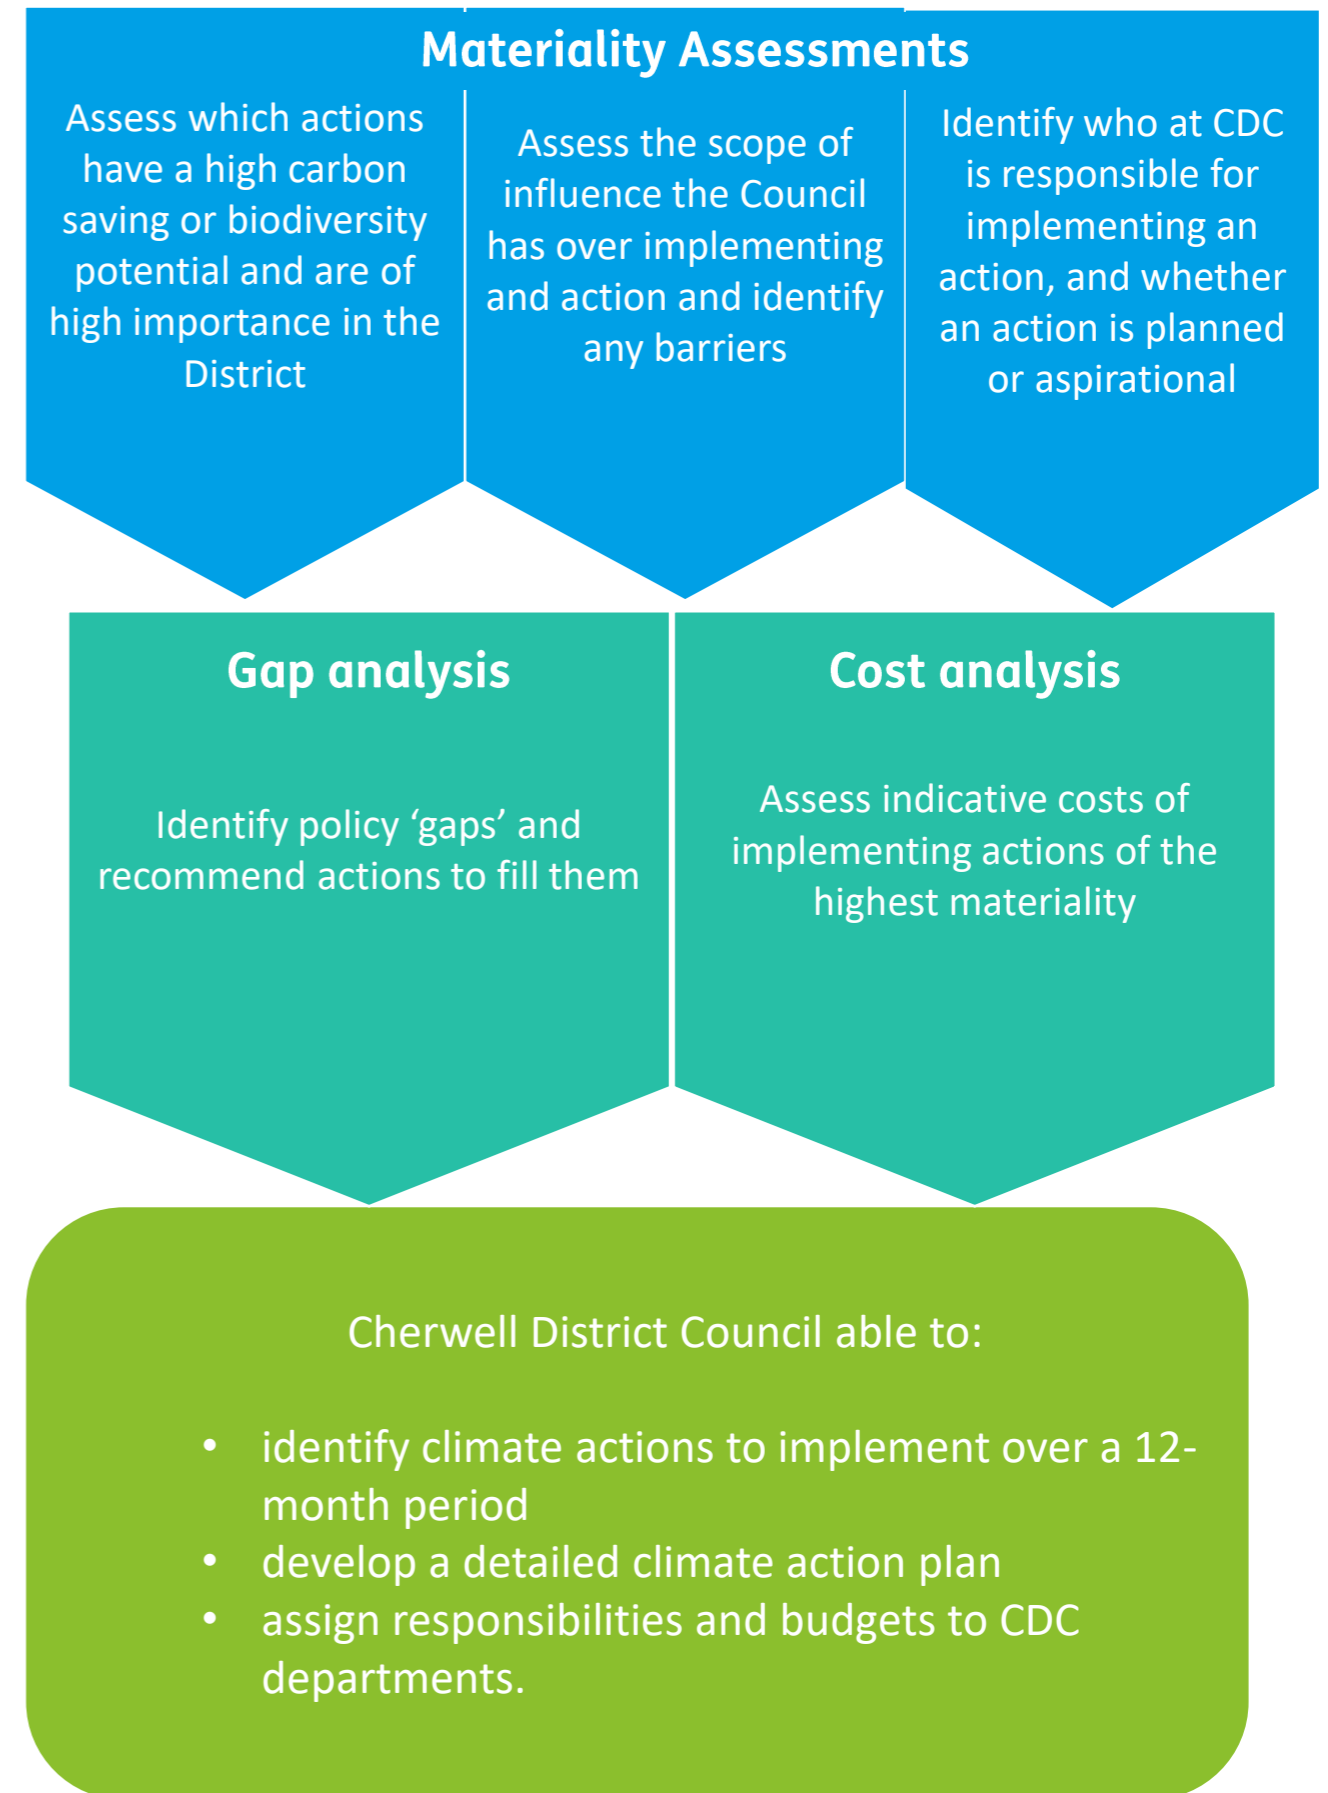 Materiality Assessments
Assess which actions
have a high carbon
saving or biodiversity
potential and are of
high importance in the
District
Assess the scope of
influence the Council
has over implementing
and action and identify
any barriers
Identify who at CDC
is responsible for
implementing an
action, and whether
an action is planned
or aspirational
Gap analysis
Identify policy ‘gaps’ and
recommend actions to fill them
Cost analysis
Assess indicative costs of
implementing actions of the
highest materiality
Cherwell District Council able to:
• identify climate actions to implement over a 12-
month period
• develop a detailed climate action plan
• assign responsibilities and budgets to CDC
departments.